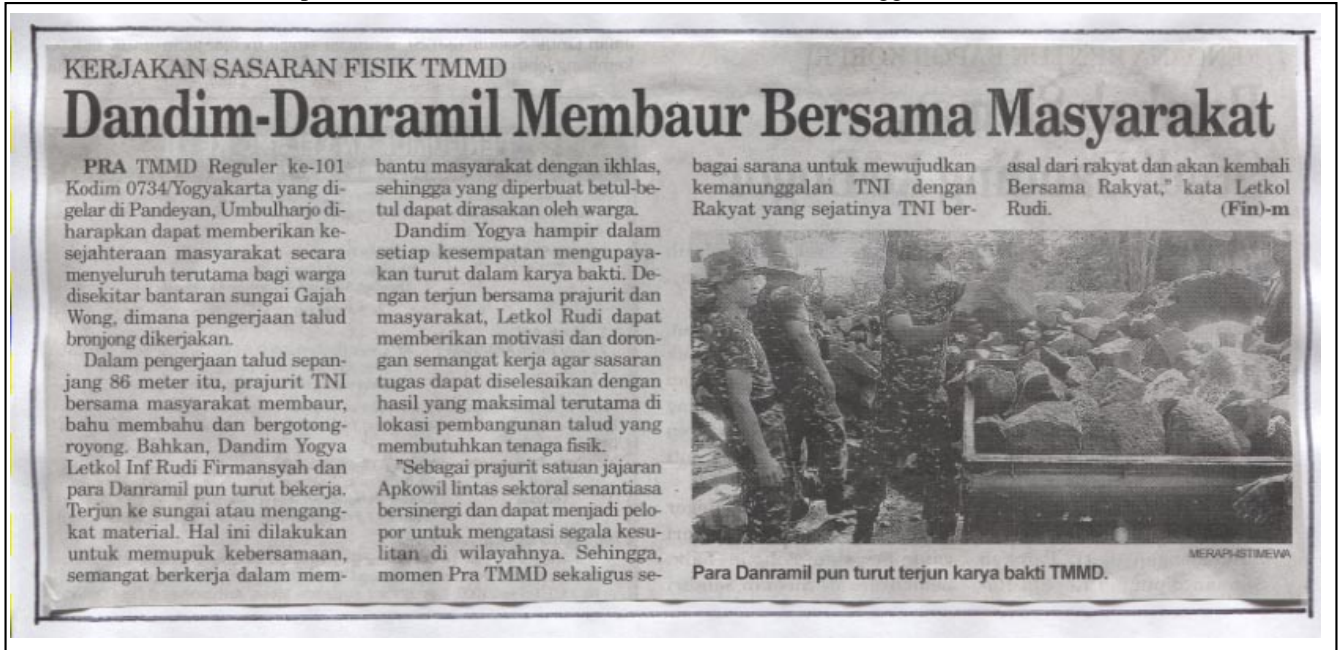 KERJAKAN SASARAN FISIK TMMD
Dandim-Danramil Membaur Bersama Masyarakat
PRA TMMD Reguler ke-101
Kodim 0734/Yogyakarta yang di-
gelar di Pandeyan, Umbulharjo di-
harapkan dapat memberikan ke-
sejahteraan masyarakat secara
menyeluruh terutama bagi warga
disekitar bantaran sungai Gajah
Wong, dimana pengerjaan talud
bronjong dikerjakan.
Dalam pengerjaan talud sepan-
jang 86 meter itu, prajurit TNI
bersama masyarakat membaur,
bahu membahu dan bergotong-
royong. Bahkan, Dandim Yogya
Letkol Inf Rudi Firmansyah dan
para Danramil pun turut bekerja.
Terjun ke sungai atau mengang-
kat material. Hal ini dilakukan
untuk memupuk kebersamaan,
semangat berkerja dalam mem-
bantu masyarakat dengan ikhlas,
sehingga yang diperbuat betul-be-
tul dapat dirasakan oleh warga.
Dandim Yogya hampir dalam
setiap kesempatan mengupaya-
kan turut dalam karya bakti. De-
ngan terjun bersama prajurit dan
masyarakat, Letkol Rudi dapat
memberikan motivasi dan doron-
gan semangat kerja agar sasaran
tugas dapat diselesaikan dengan
hasil yang maksimal terutama di
lokasi pembangunan talud yang
membutuhkan tenaga fisik.
"Sebagai prajurit satuan jajaran
Apkowil lintas sektoral senantiasa
bersinergi dan dapat menjadi pelo-
por untuk mengatasi segala kesu-
litan di wilayahnya. Sehingga,
momen Pra TMMD sekaligus se-
bagai sarana untuk mewujudkan
kemanunggalan TNI dengan
Rakyat yang sejatinya TNI ber-
asal dari rakyat dan akan kembali
Bersama Rakyat," kata Letkol
Rudi. (Fin)-m
MERAPI-ISTIMEWA
Para Danramil pun turut terjun karya bakti TMMD.